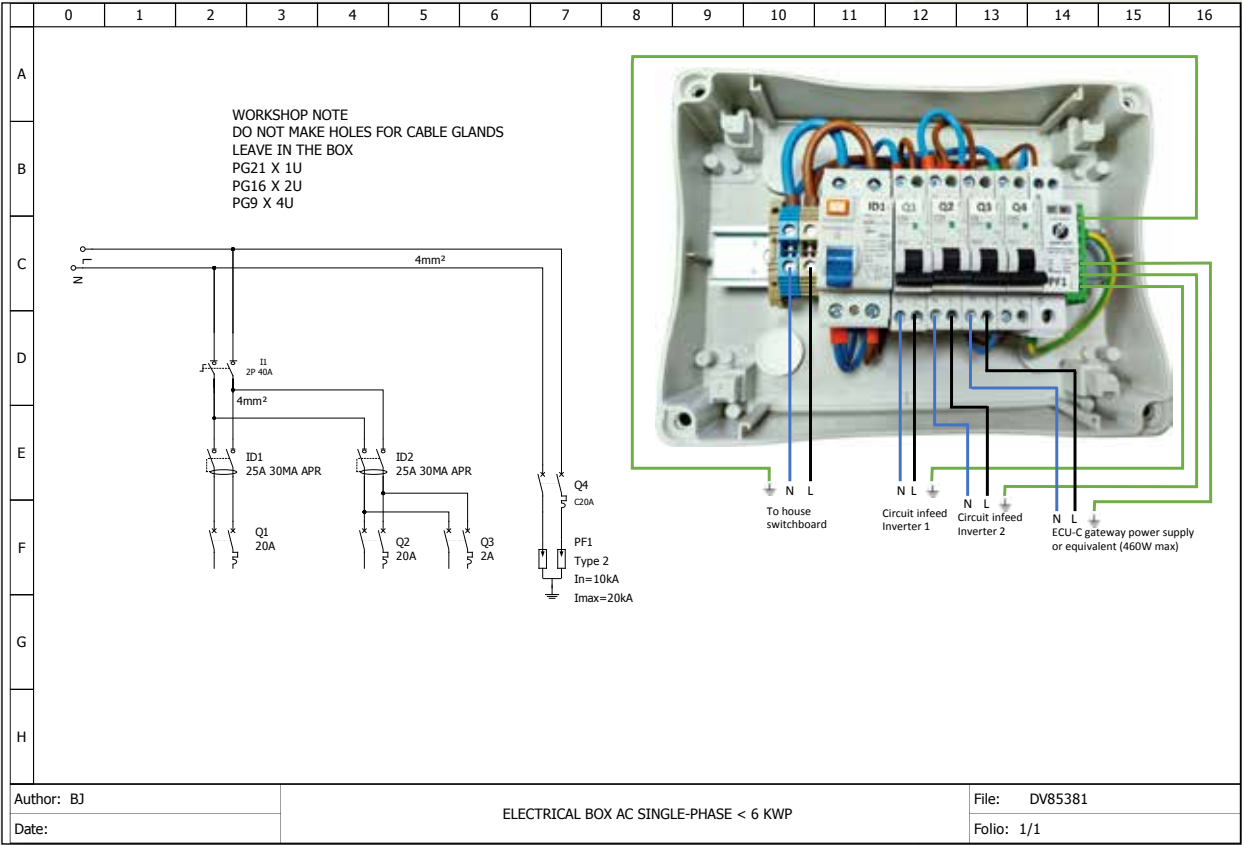 0 1 2 3 4 5 6 7 8 9 10 11 12 13 14 15 16
A
B
C
D
E
F
G
H
WORKSHOP NOTE
DO NOT MAKE HOLES FOR CABLE GLANDS
LEAVE IN THE BOX
PG21 X 1U
PG16 X 2U
PG9 X 4U
L
N
4mm²
I1
2P 40A
4mm²
ID1
25A 30MA APR
ID2
25A 30MA APR
Q1
20A
Q2
20A
Q3
2A
Q4
C20A
PF1
Type 2
In=10kA
Imax=20kA
ID1 Q1 Q2 Q3 Q4
PF1
N L
To house
switchboard
N L
Circuit infeed
Inverter 1
N L
Circuit infeed
Inverter 2
N L
ECU-C gateway power supply
or equivalent (460W max)
Author: BJ
Date:
ELECTRICAL BOX AC SINGLE-PHASE < 6 KWP
File: DV85381
Folio: 1/1